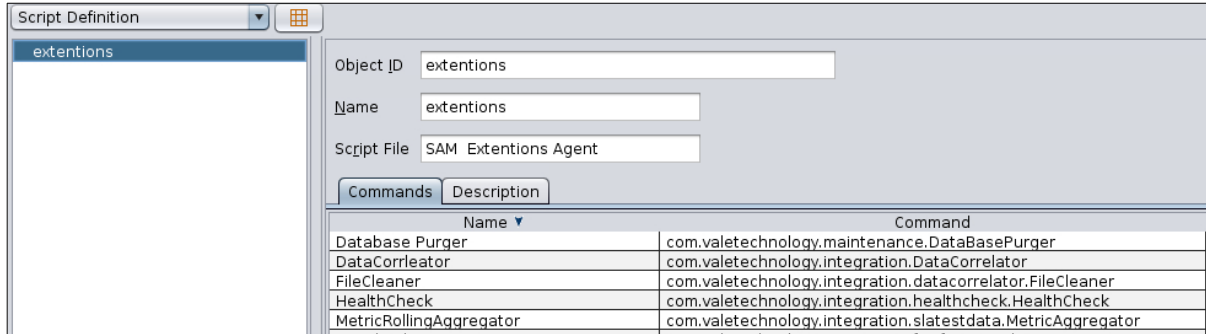 Script Definition
extentions
Object ID extentions
Name extentions
Script File SAM Extentions Agent
Commands Description
Name Command
Database Purger com.valetechnology.maintenance.DataBasePurger
DataCorrleator com.valetechnology.integration.DataCorrelator
FileCleaner com.valetechnology.integration.datacorrelator.FileCleaner
HealthCheck com.valetechnology.integration.healthcheck.HealthCheck
MetricRollingAggregator com.valetechnology.integration.slatestdata.MetricAggregator